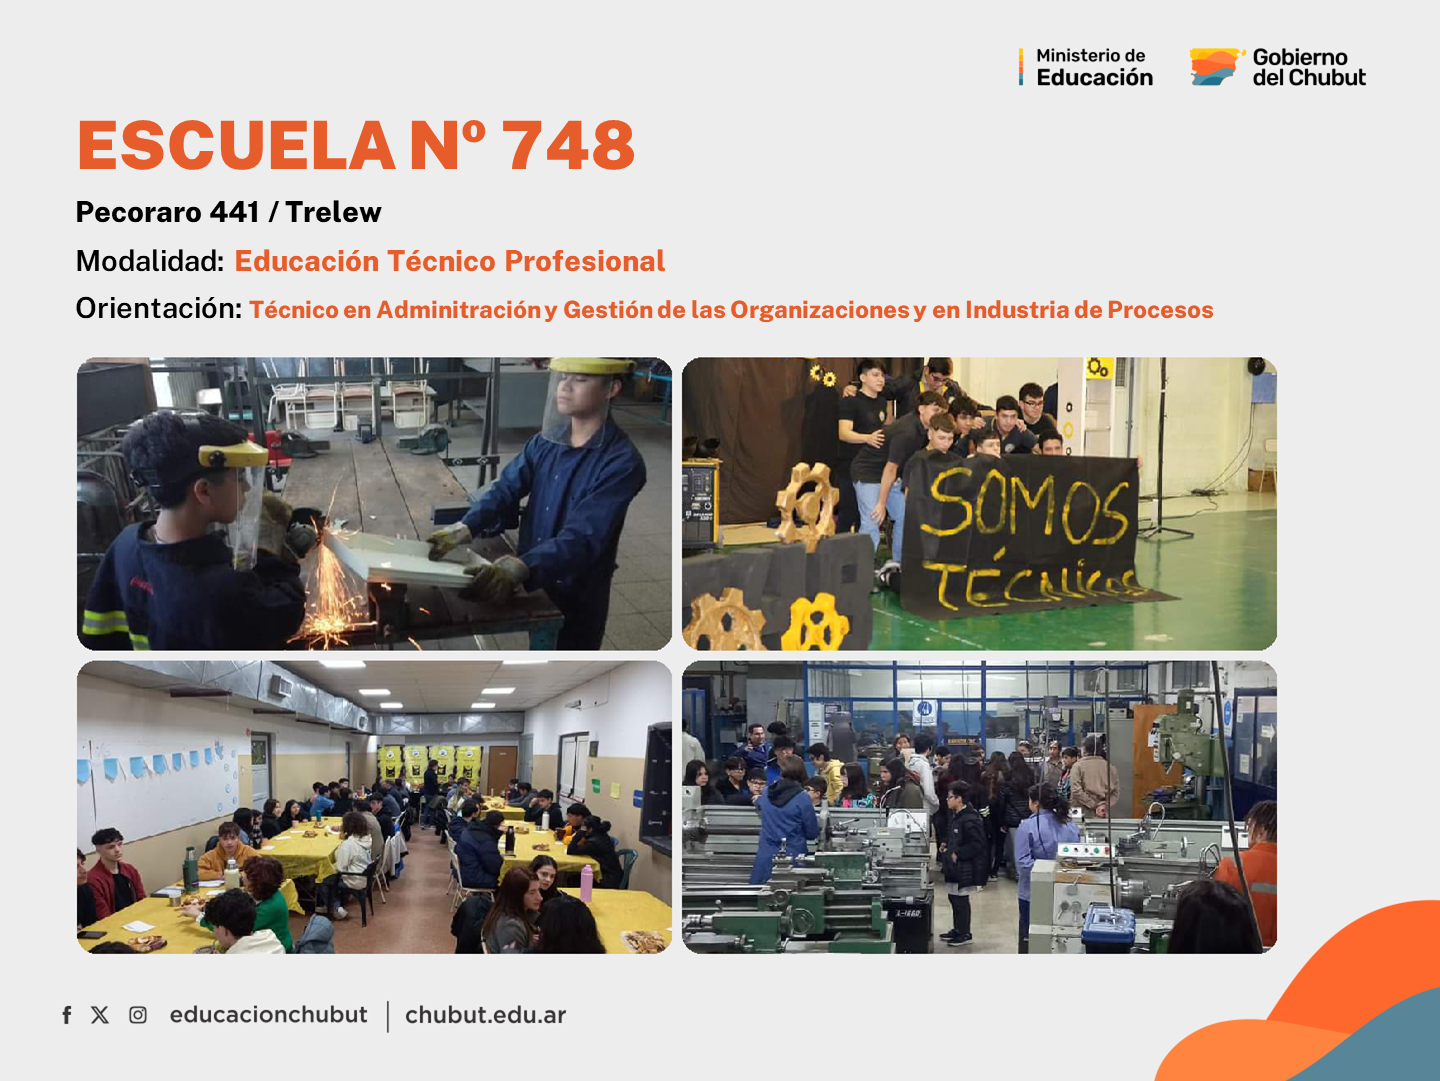 Ministerio de
Educación
Gobierno
del Chubut
ESCUELA Nº 748
Pecoraro 441 / Trelew
Modalidad: Educación Técnico Profesional
Orientación: Técnico en Adminitración y Gestión de las Organizaciones y en Industria de Procesos
SOMOS
TÉCNICOS
A-1660
educacionchubut | chubut.edu.ar